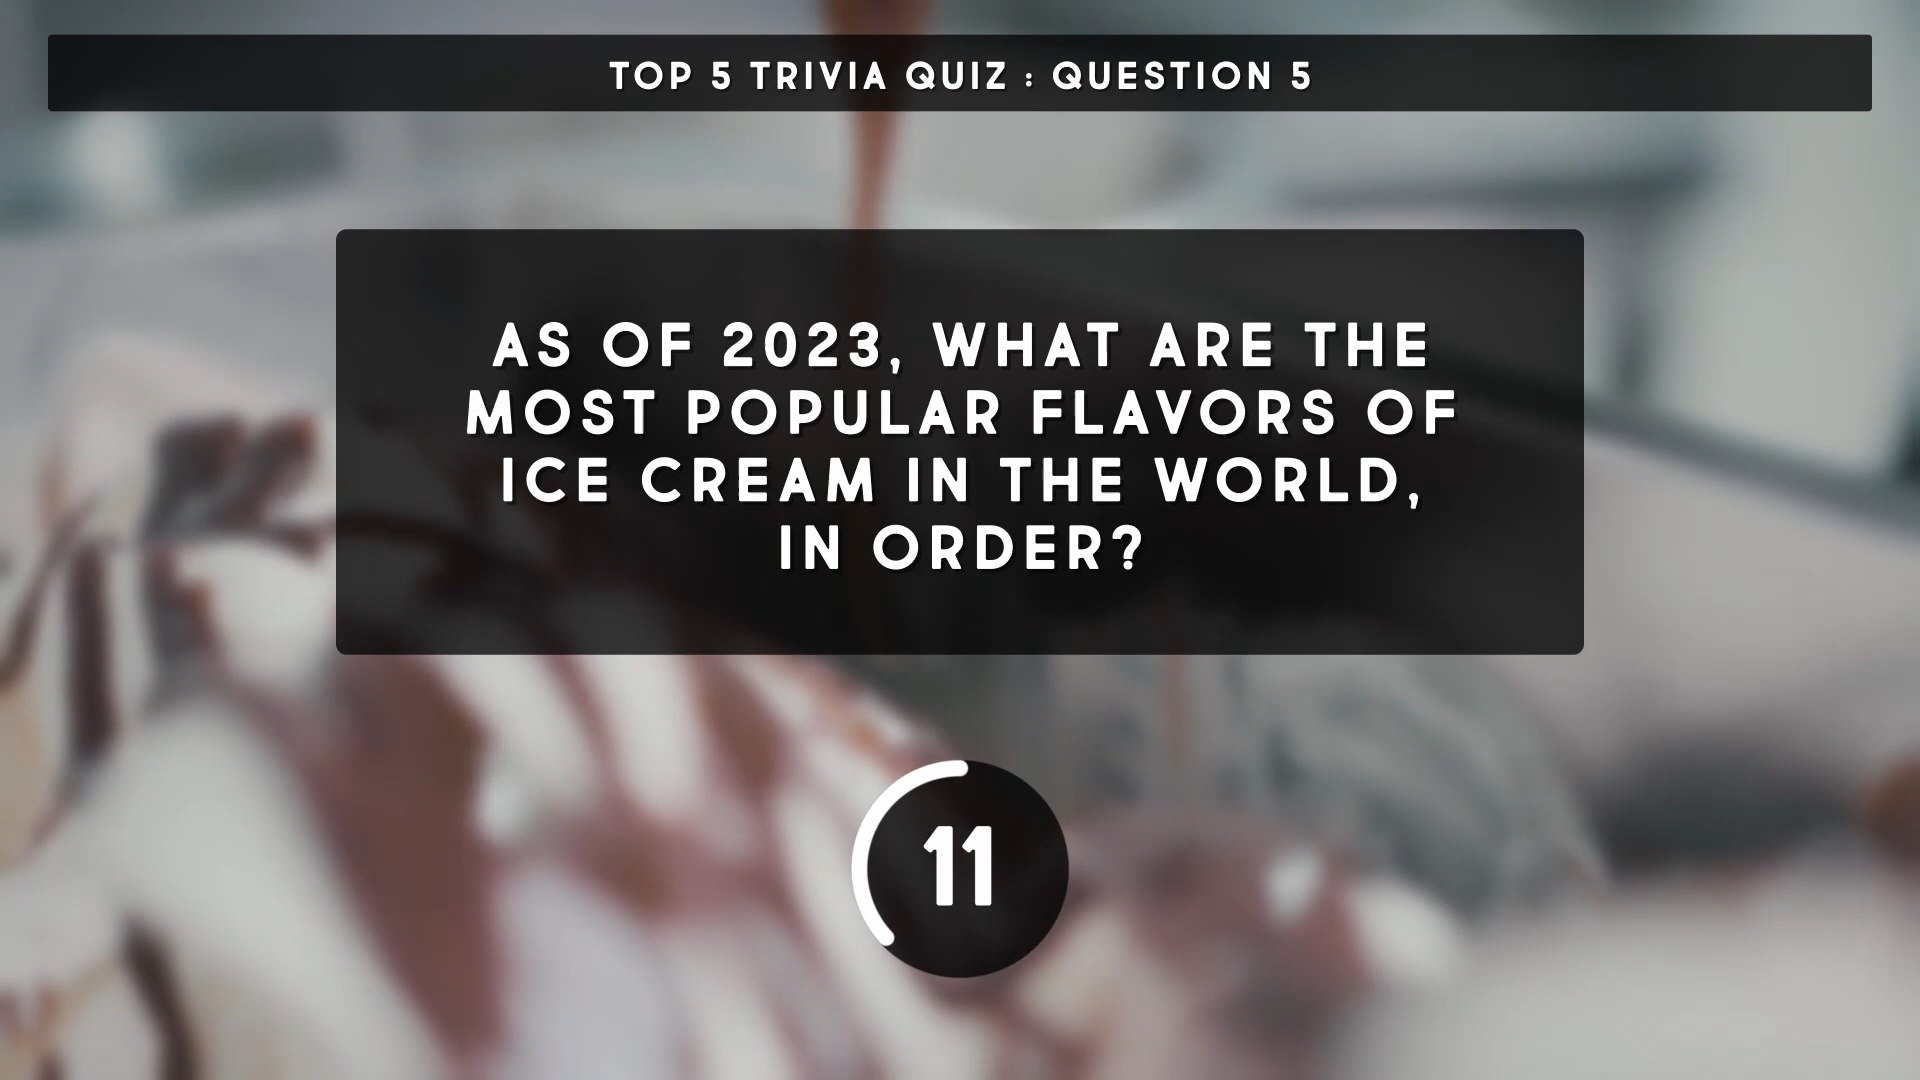 TOP 5 TRIVIA QUIZ : QUESTION 5
AS OF 2023, WHAT ARE THE
MOST POPULAR FLAVORS OF
ICE CREAM IN THE WORLD,
IN ORDER?
11